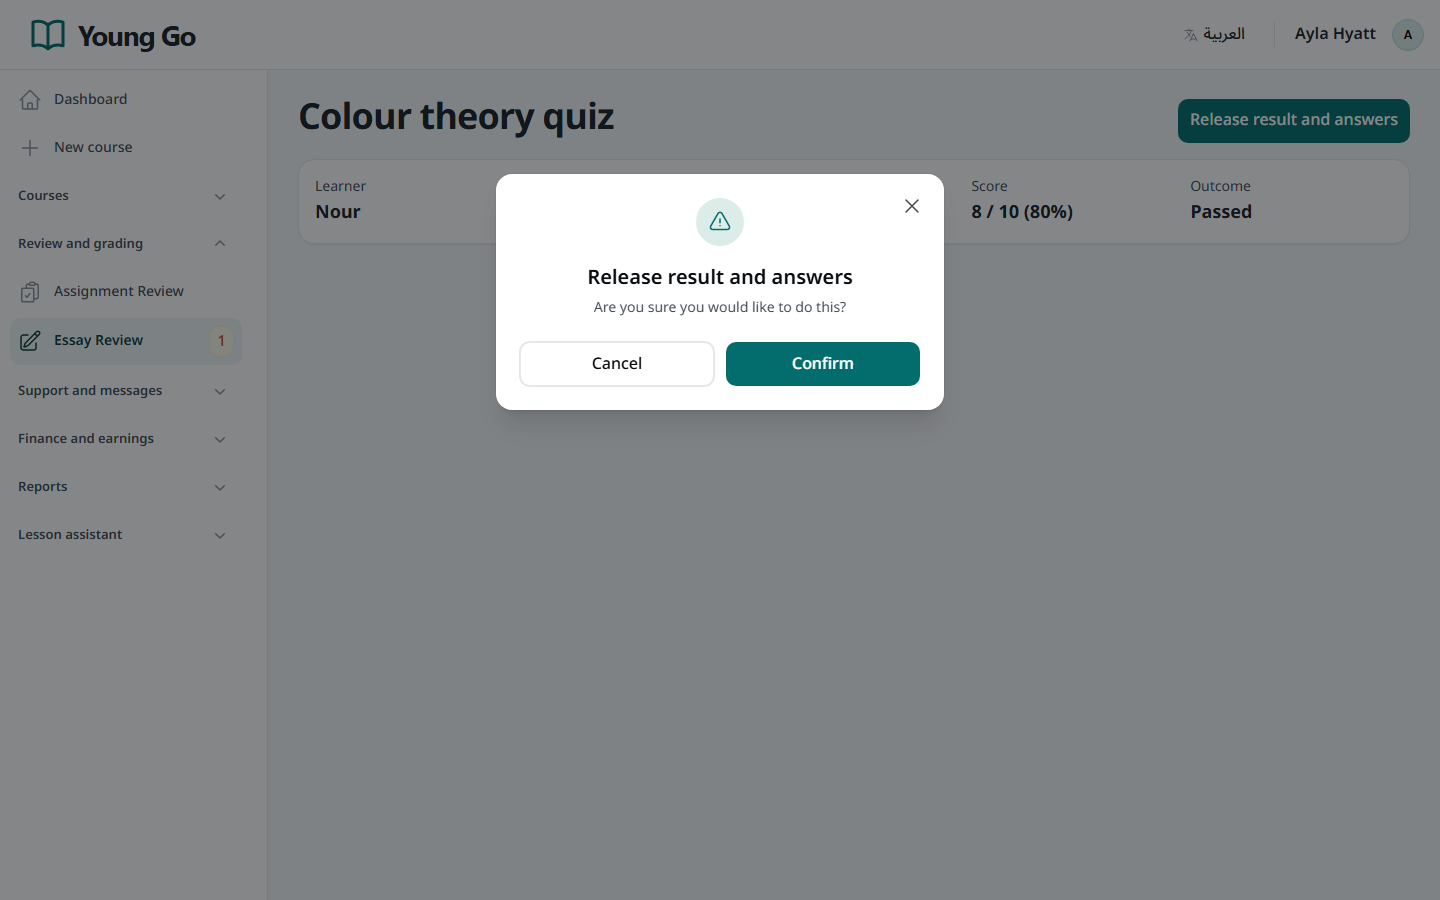 Young Go
العربية
Ayla Hyatt
A
Dashboard
New course
Courses
Review and grading
Assignment Review
Essay Review
1
Support and messages
Finance and earnings
Reports
Lesson assistant
Colour theory quiz
Release result and answers
Learner
Nour
Score
8 / 10 (80%)
Outcome
Passed
Release result and answers
Are you sure you would like to do this?
Cancel
Confirm